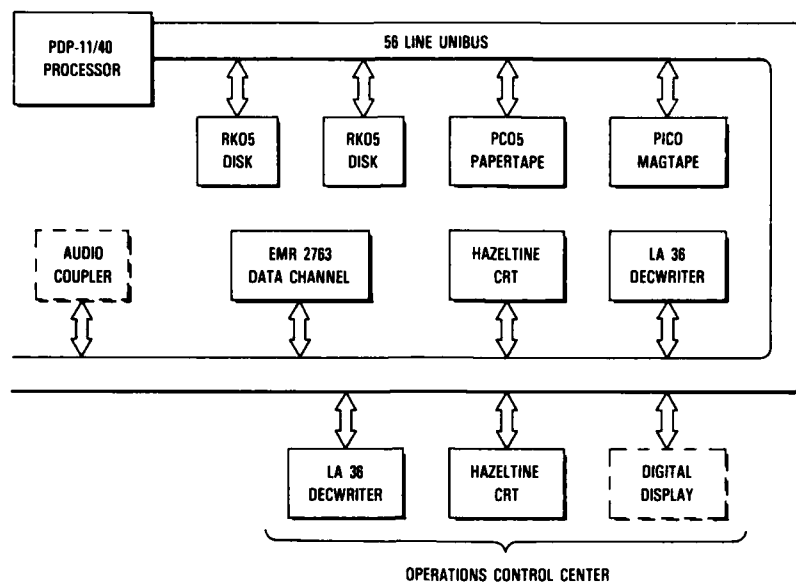 PDP-11/40
PROCESSOR
56 LINE UNIBUS
RK05
DISK
RK05
DISK
PC05
PAPERTAPE
PICO
MAGTAPE
AUDIO
COUPLER
EMR 2763
DATA CHANNEL
HAZELTINE
CRT
LA 36
DECWRITER
LA 36
DECWRITER
HAZELTINE
CRT
DIGITAL
DISPLAY
OPERATIONS CONTROL CENTER